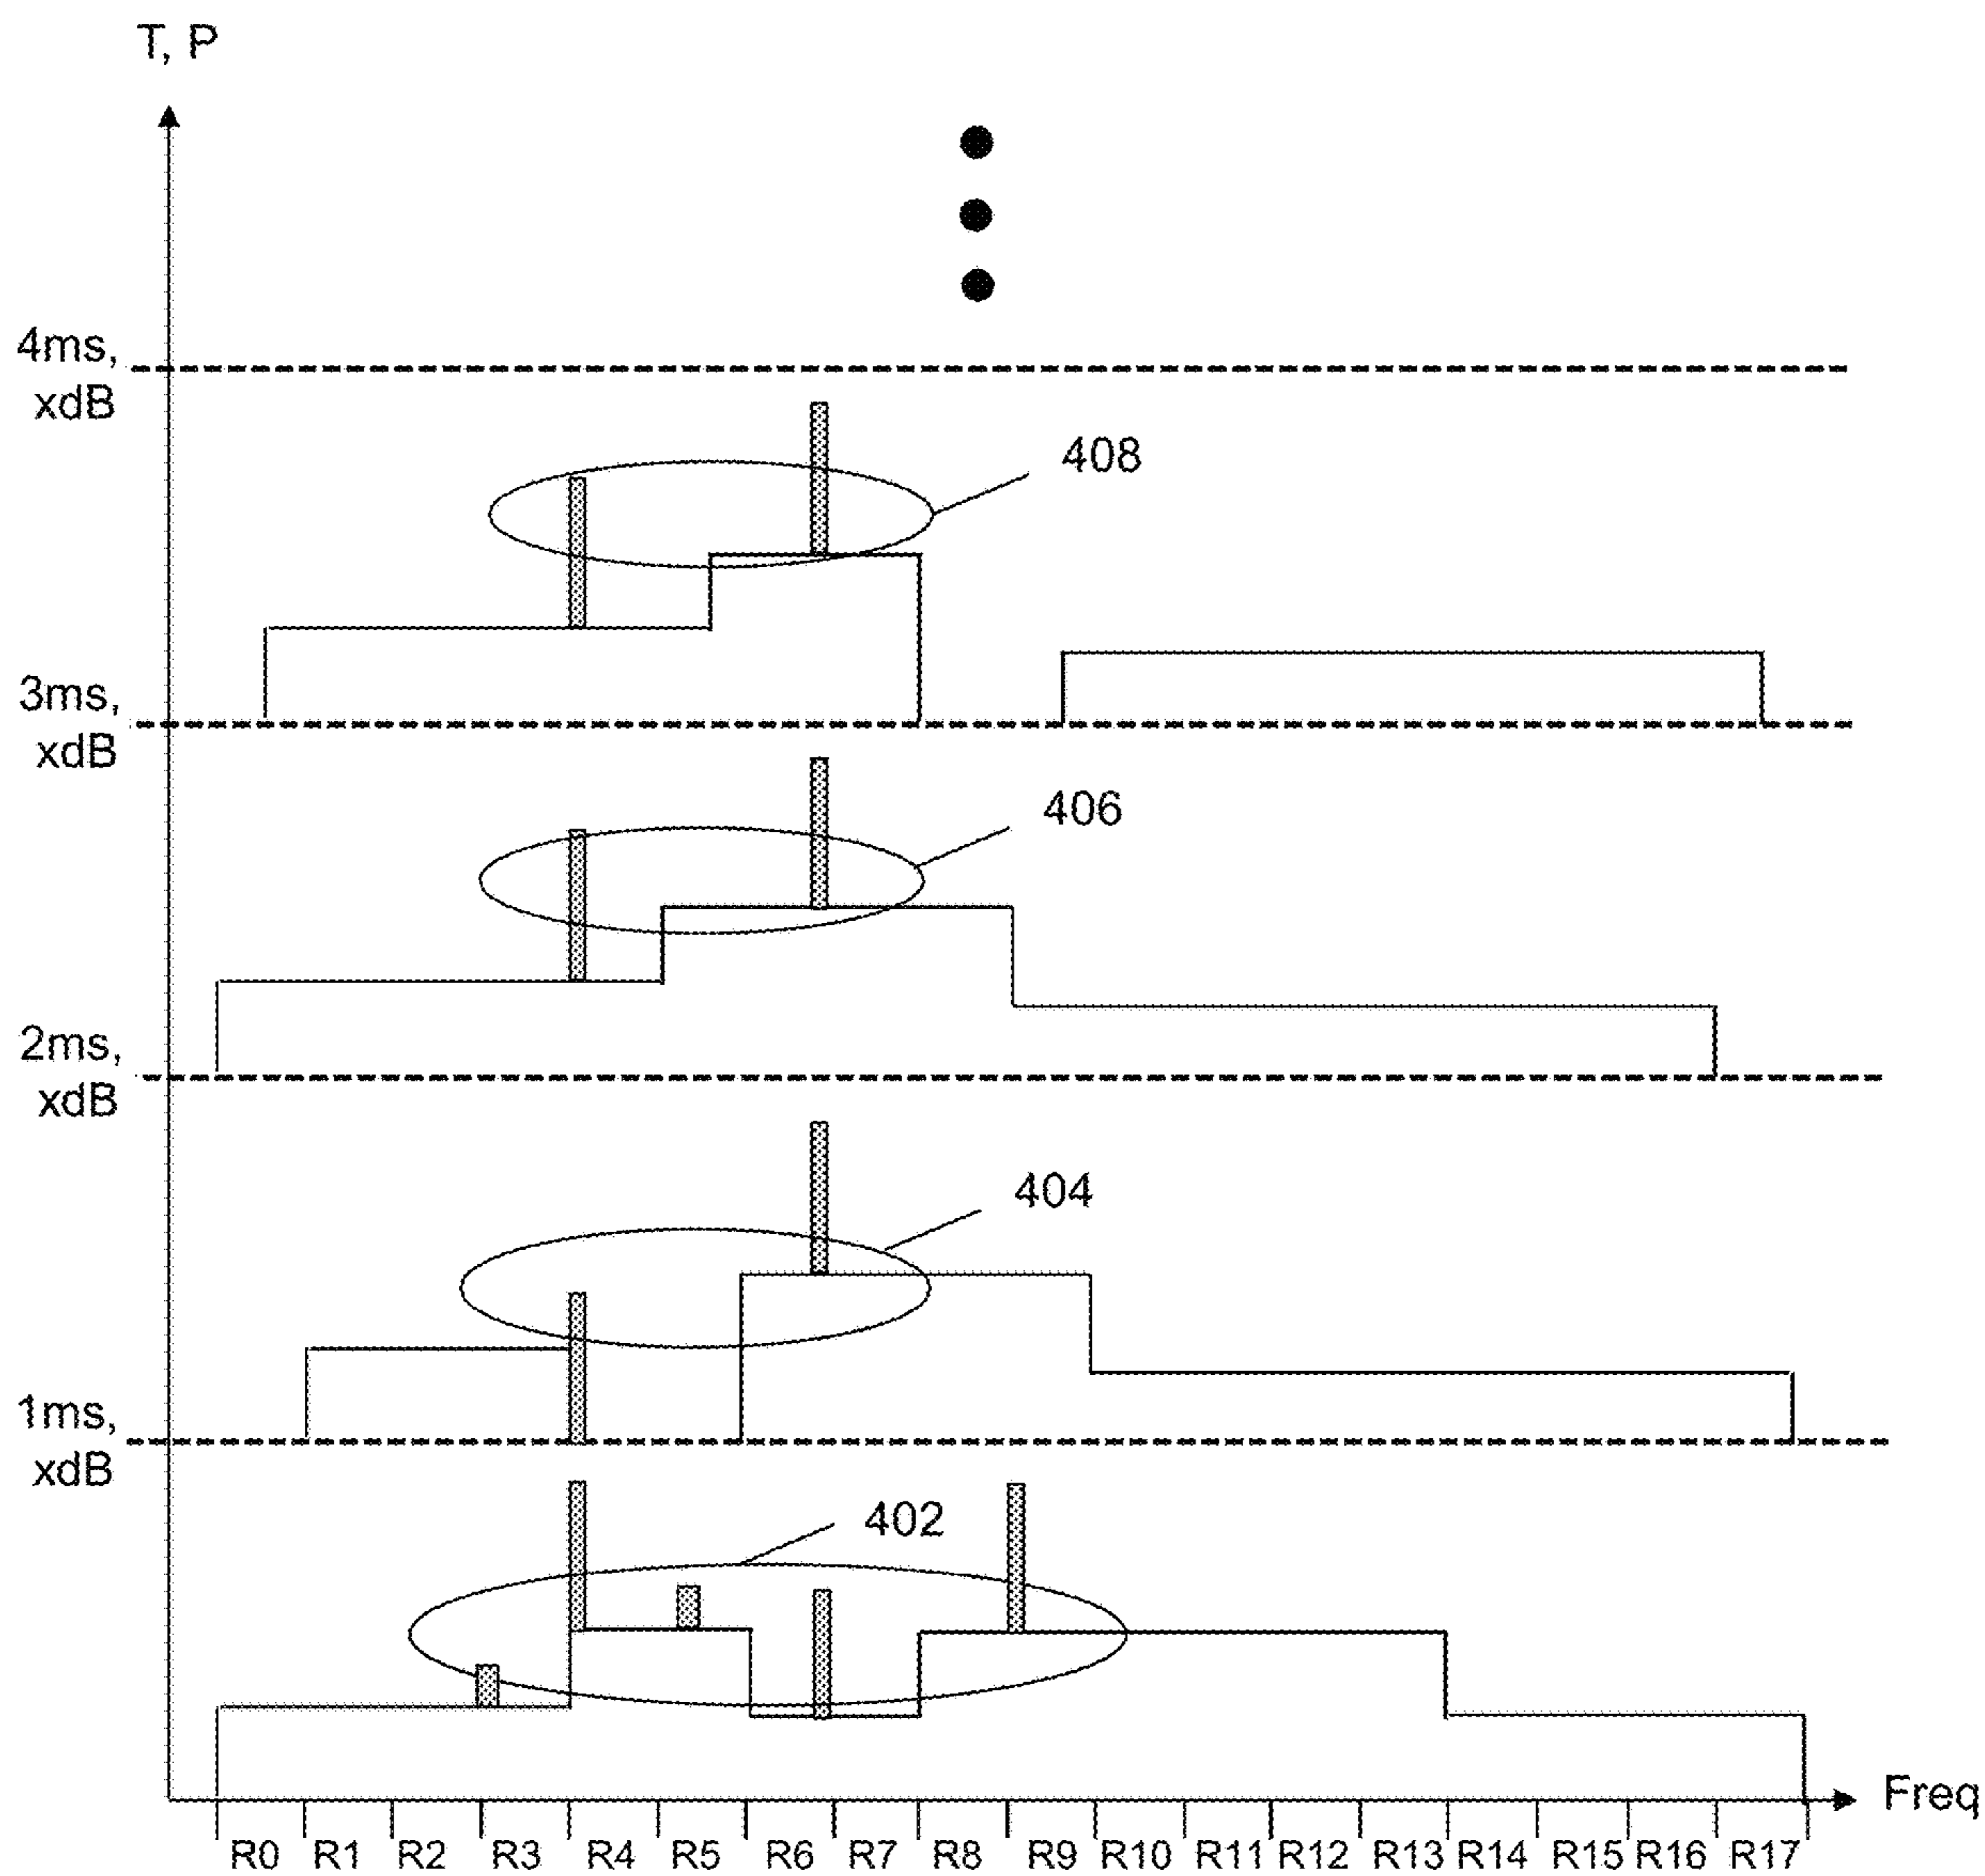 T, P
4ms,
xdB
408
3ms,
xdB
406
2ms,
xdB
404
1ms,
xdB
402
Freq
R0 R1 R2 R3 R4 R5 R6 R7 R8 R9 R10 R11 R12 R13 R14 R15 R16 R17